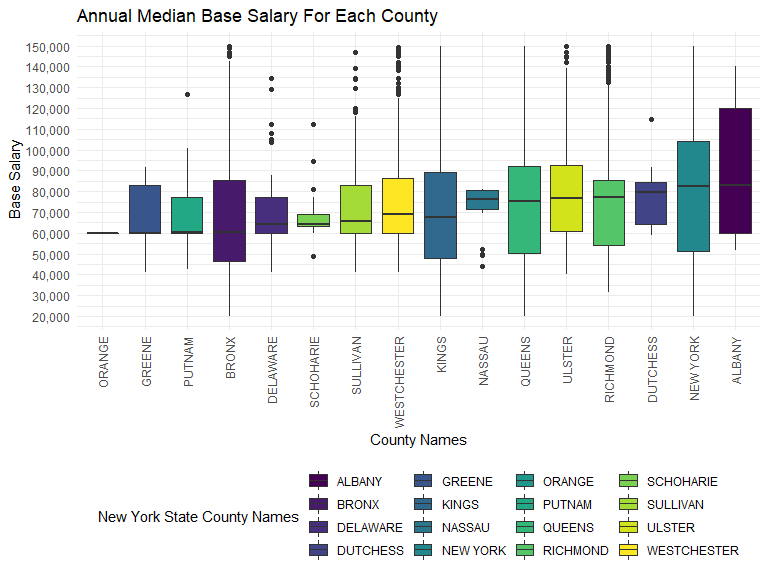 Annual Median Base Salary For Each County
Base Salary
150,000
140,000
130,000
120,000
110,000
100,000
90,000
80,000
70,000
60,000
50,000
40,000
30,000
20,000
ORANGE
GREENE
PUTNAM
BRONX
DELAWARE
SCHOHARIE
SULLIVAN
WESTCHESTER
KINGS
NASSAU
QUEENS
ULSTER
RICHMOND
DUTCHESS
NEW YORK
ALBANY
County Names
New York State County Names
ALBANY GREENE ORANGE SCHOHARIE
BRONX KINGS PUTNAM SULLIVAN
DELAWARE NASSAU QUEENS ULSTER
DUTCHESS NEW YORK RICHMOND WESTCHESTER